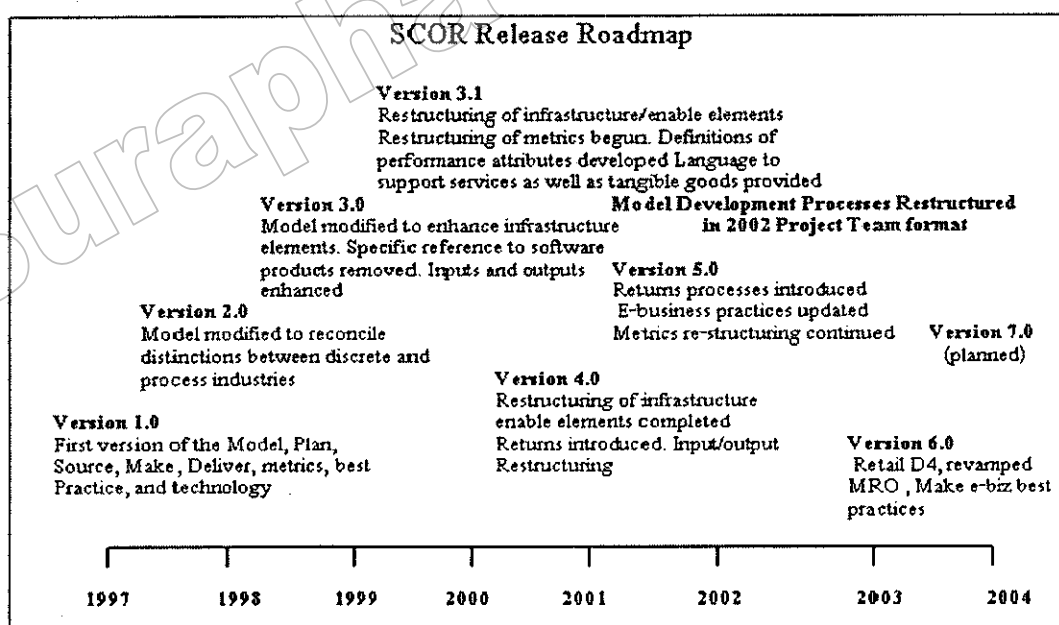 SCOR Release Roadmap
Version 3.1
Restructuring of infrastructure/enable elements
Restructuring of metrics begun. Definitions of
performance attributes developed Language to
support services as well as tangible goods provided
Version 3.0
Model modified to enhance infrastructure
elements. Specific reference to software
products removed. Inputs and outputs
enhanced
Model Development Processes Restructured
in 2002 Project Team format
Version 5.0
Returns processes introduced
E-business practices updated
Metrics re-structuring continued
Version 2.0
Model modified to reconcile
distinctions between discrete and
process industries
Version 7.0
(planned)
Version 4.0
Restructuring of infrastructure
enable elements completed
Returns introduced. Input/output
Restructuring
Version 1.0
First version of the Model, Plan,
Source, Make, Deliver, metrics, best
Practice, and technology
Version 6.0
Retail D4, revamped
MRO , Make e-biz best
practices
1997 1998 1999 2000 2001 2002 2003 2004